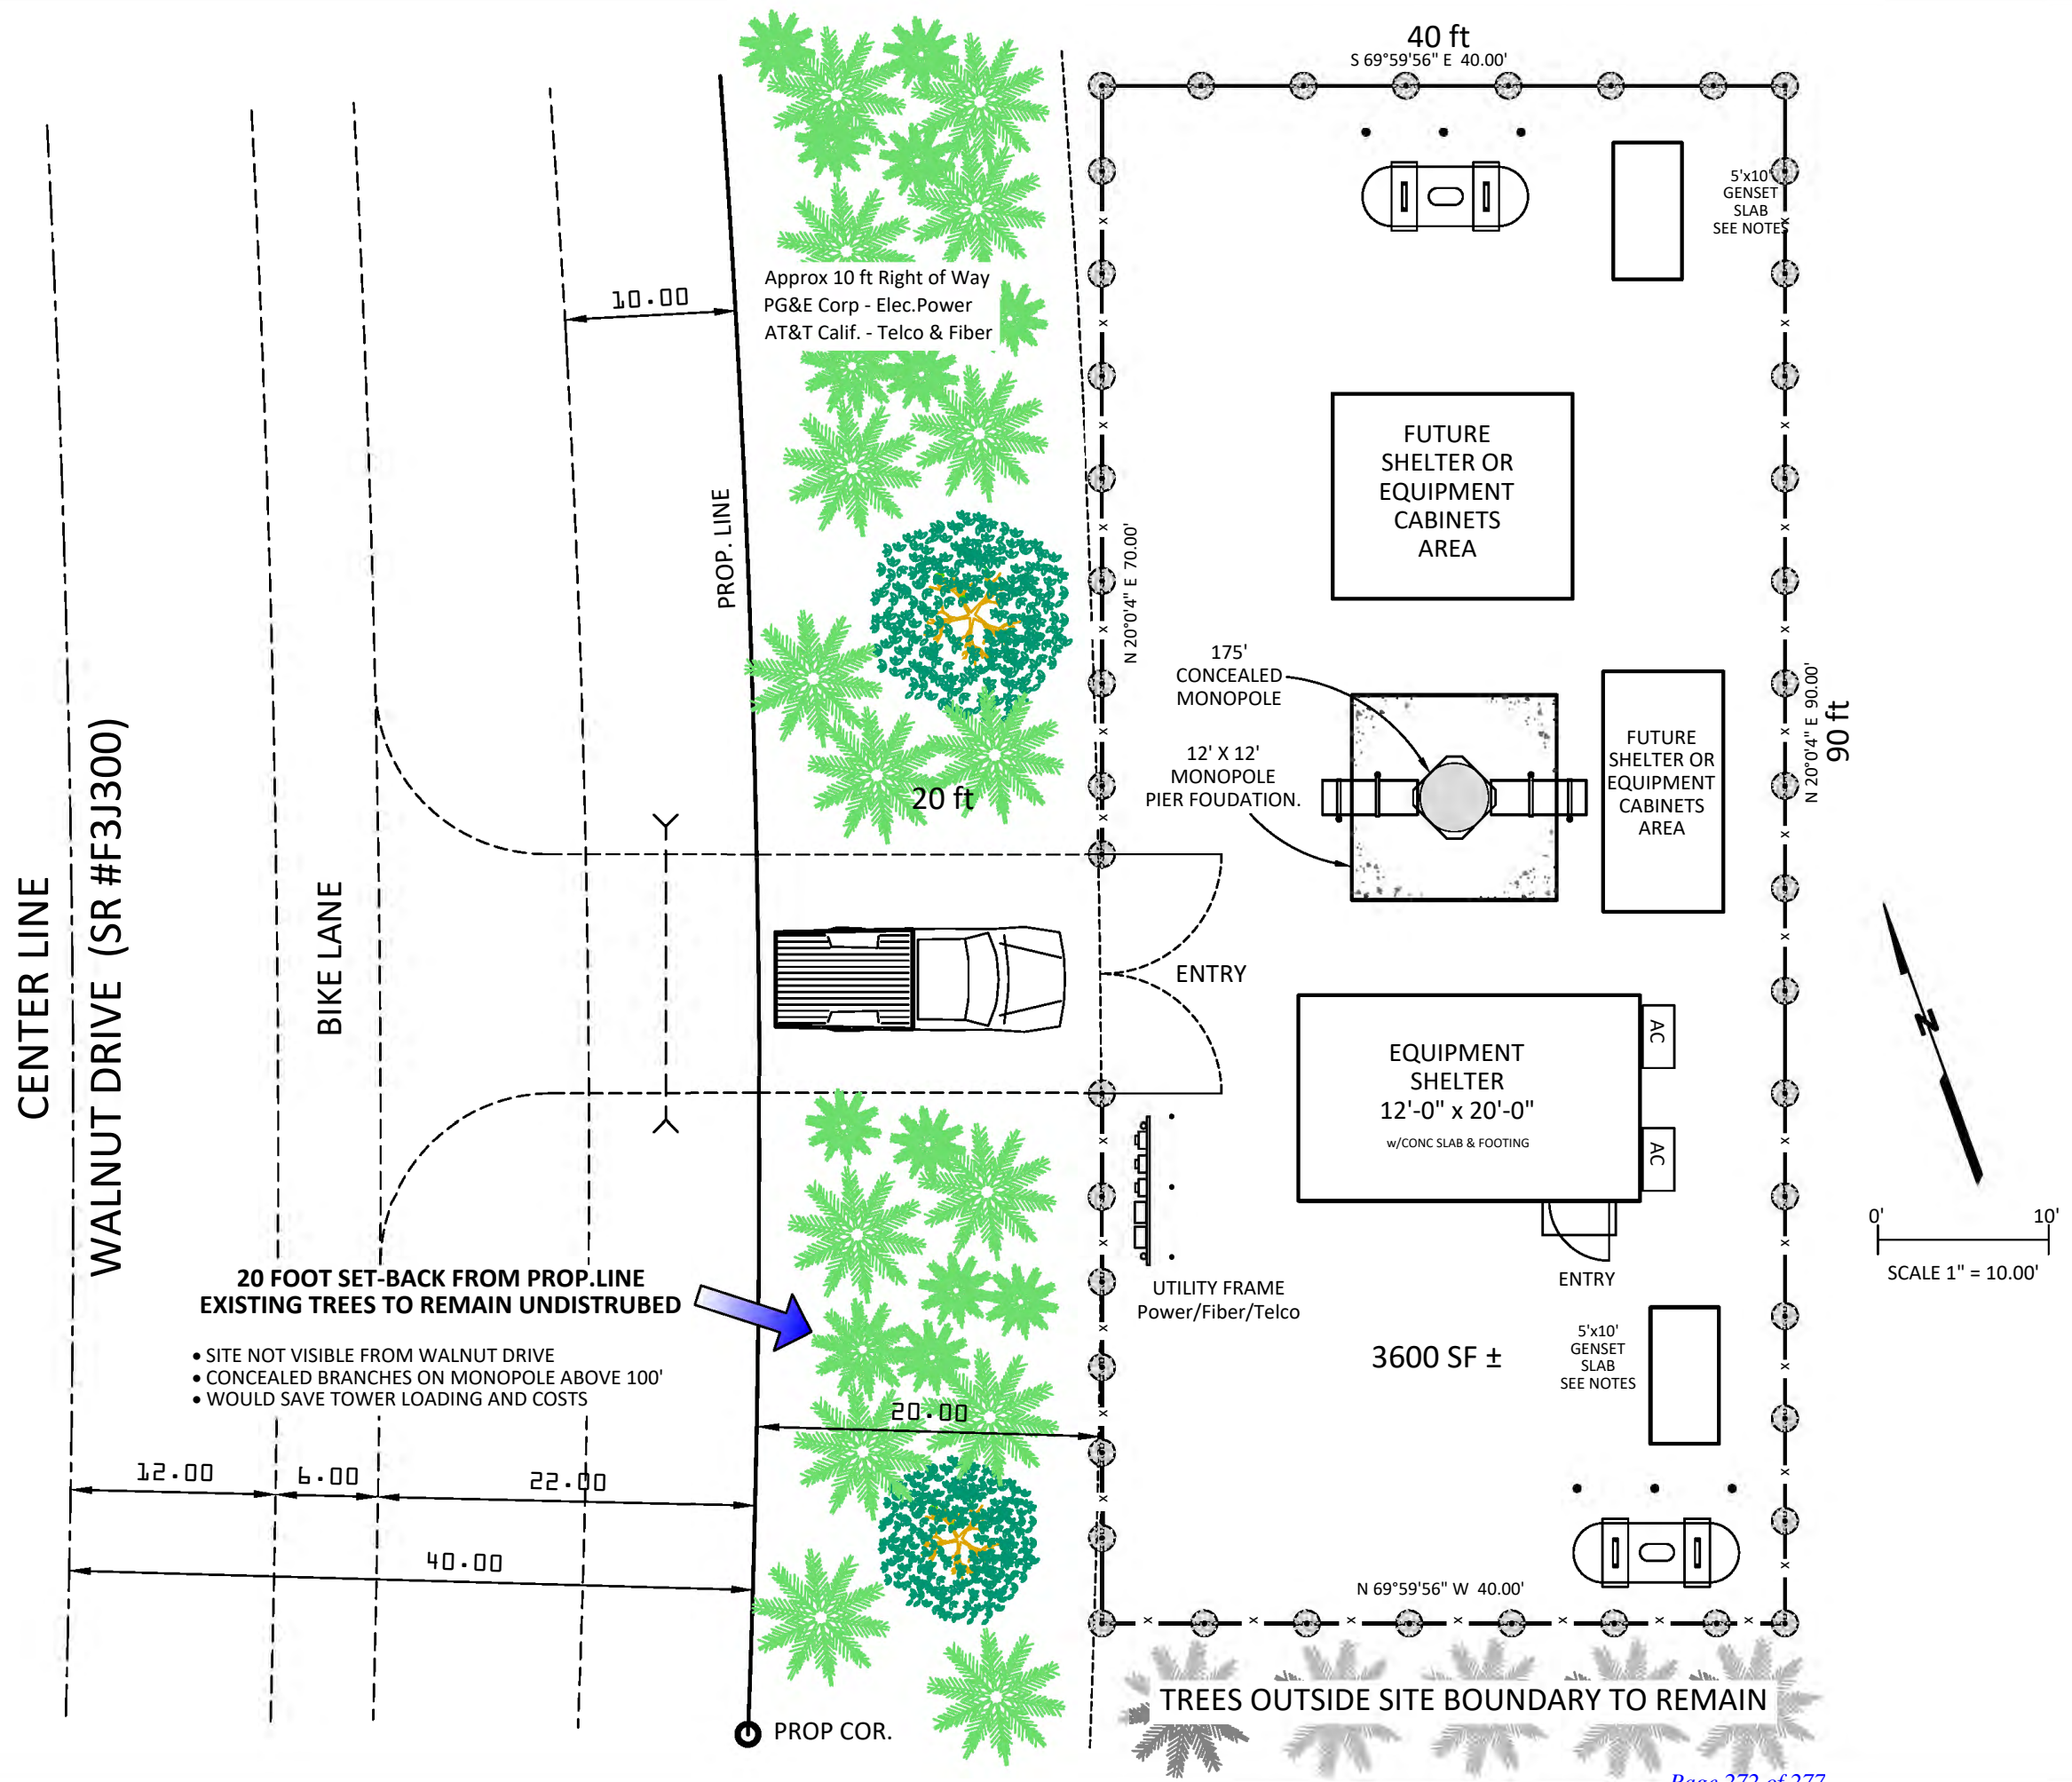 40 ft
S 69°59'56" E 40.00'
5'x10'
GENSET
SLAB
SEE NOTES
10.00
Approx 10 ft Right of Way
PG&E Corp - Elec.Power
AT&T Calif. - Telco & Fiber
PROP. LINE
FUTURE
SHELTER OR
EQUIPMENT
CABINETS
AREA
N 20°0'4" E 70.00'
175'
CONCEALED
MONOPOLE
12' X 12'
MONOPOLE
PIER FOUDATION.
FUTURE
SHELTER OR
EQUIPMENT
CABINETS
AREA
N 20°0'4" E 90.00'
90 ft
20 ft
CENTER LINE
WALNUT DRIVE (SR #F3J300)
BIKE LANE
ENTRY
EQUIPMENT
SHELTER
12'-0" x 20'-0"
w/CONC SLAB & FOOTING
AC
AC
N
0' 10'
SCALE 1" = 10.00'
ENTRY
UTILITY FRAME
Power/Fiber/Telco
20 FOOT SET-BACK FROM PROP.LINE
EXISTING TREES TO REMAIN UNDISTRUBED
• SITE NOT VISIBLE FROM WALNUT DRIVE
• CONCEALED BRANCHES ON MONOPOLE ABOVE 100'
• WOULD SAVE TOWER LOADING AND COSTS
3600 SF ±
5'x10'
GENSET
SLAB
SEE NOTES
20.00
12.00
6.00
22.00
40.00
N 69°59'56" W 40.00'
TREES OUTSIDE SITE BOUNDARY TO REMAIN
PROP COR.
Page 272 of 277